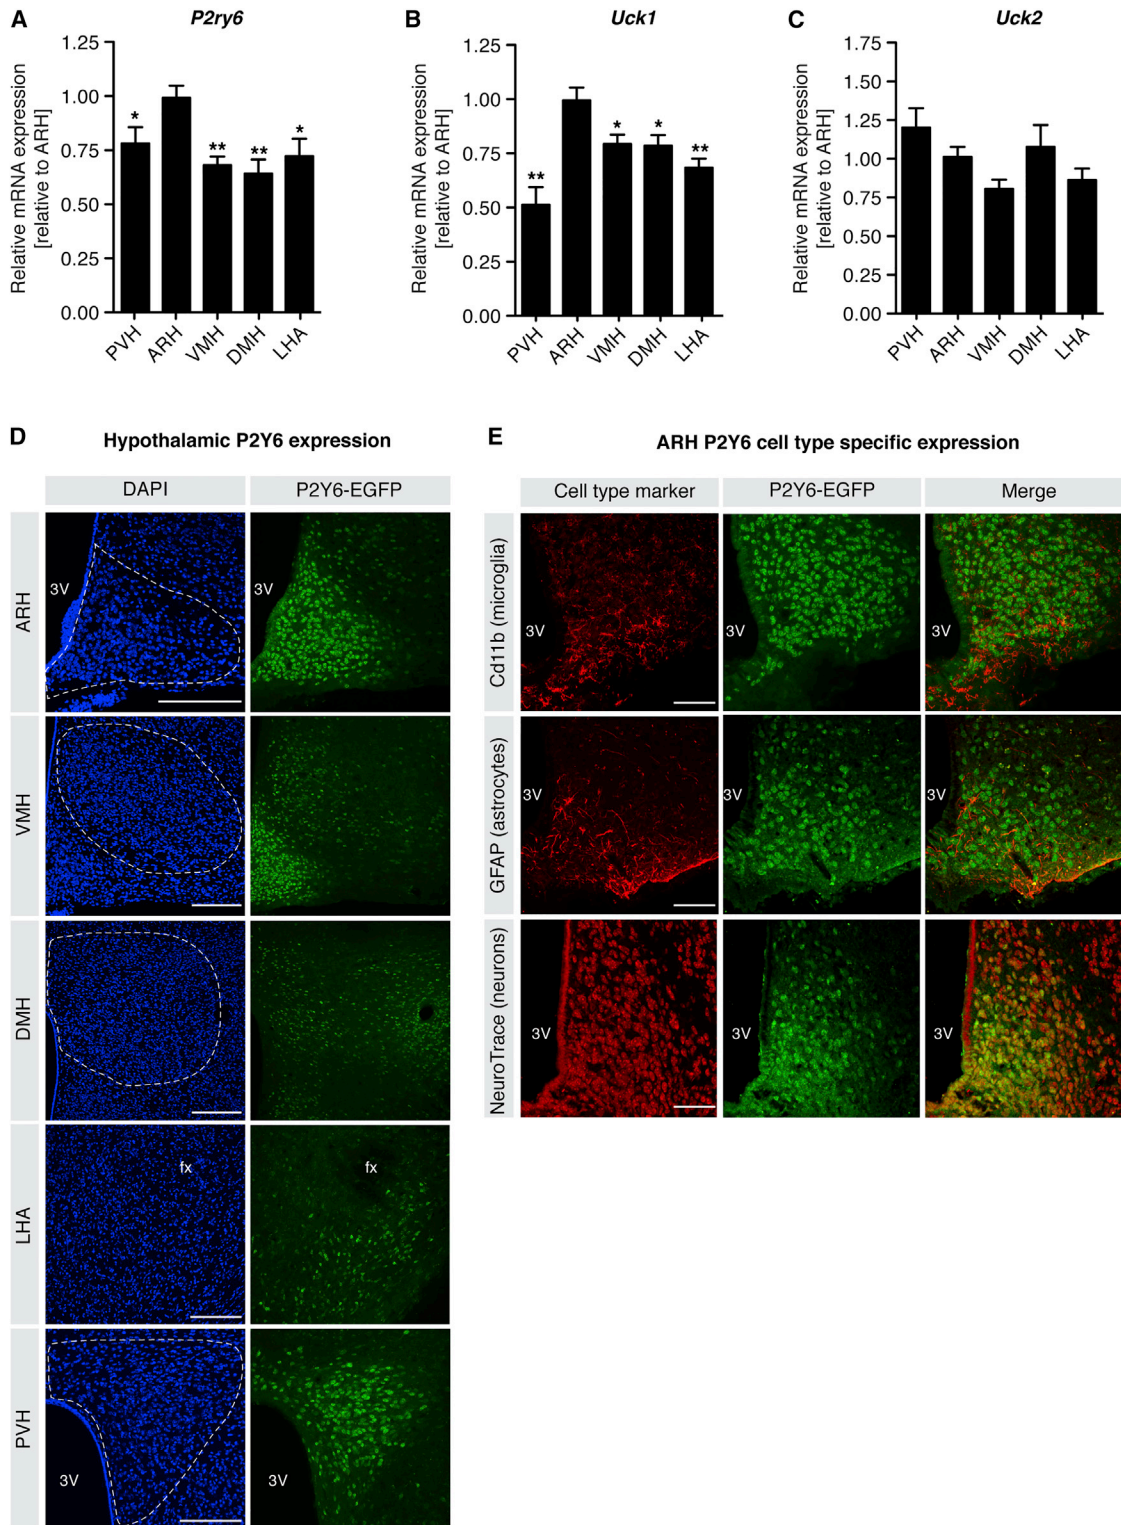 A
P2ry6
Relative mRNA expression
[relative to ARH]
1.25
1.00
0.75
0.50
0.25
0.00
*
**
**
*
PVH
ARH
VMH
DMH
LHA
B
Uck1
Relative mRNA expression
[relative to ARH]
1.25
1.00
0.75
0.50
0.25
0.00
**
*
*
**
PVH
ARH
VMH
DMH
LHA
C
Uck2
Relative mRNA expression
[relative to ARH]
1.75
1.50
1.25
1.00
0.75
0.50
0.25
0.00
PVH
ARH
VMH
DMH
LHA
D
Hypothalamic P2Y6 expression
DAPI
P2Y6-EGFP
ARH
3V
3V
VMH
DMH
LHA
fx
fx
PVH
3V
3V
E
ARH P2Y6 cell type specific expression
Cell type marker
P2Y6-EGFP
Merge
Cd11b (microglia)
3V
3V
3V
GFAP (astrocytes)
3V
3V
3V
NeuroTrace (neurons)
3V
3V
3V